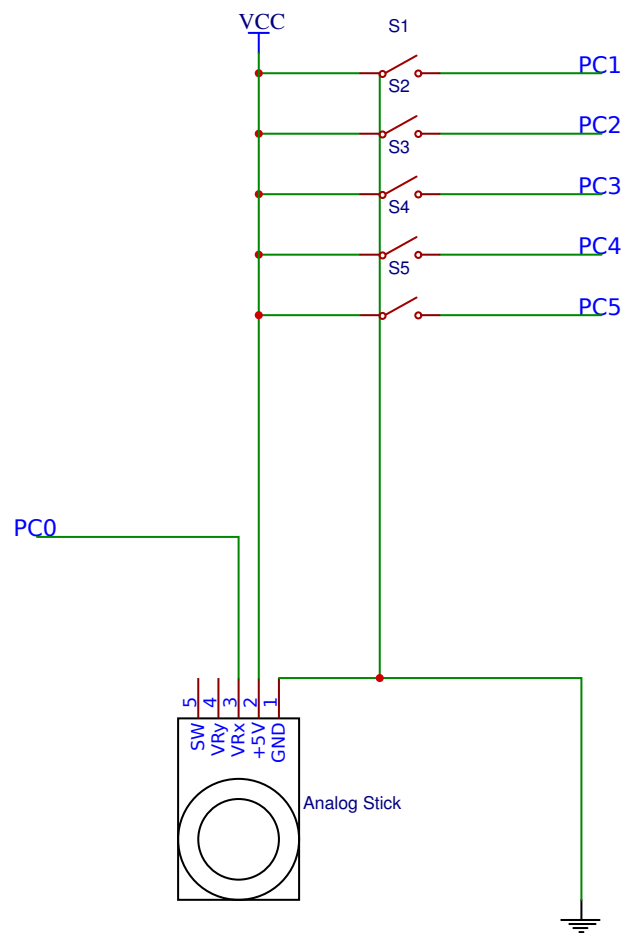 VCC
S1
PC1
S2
PC2
S3
PC3
S4
PC4
S5
PC5
PC0
5 4 3 2 1
SW VRy VRx +5V GND
Analog Stick